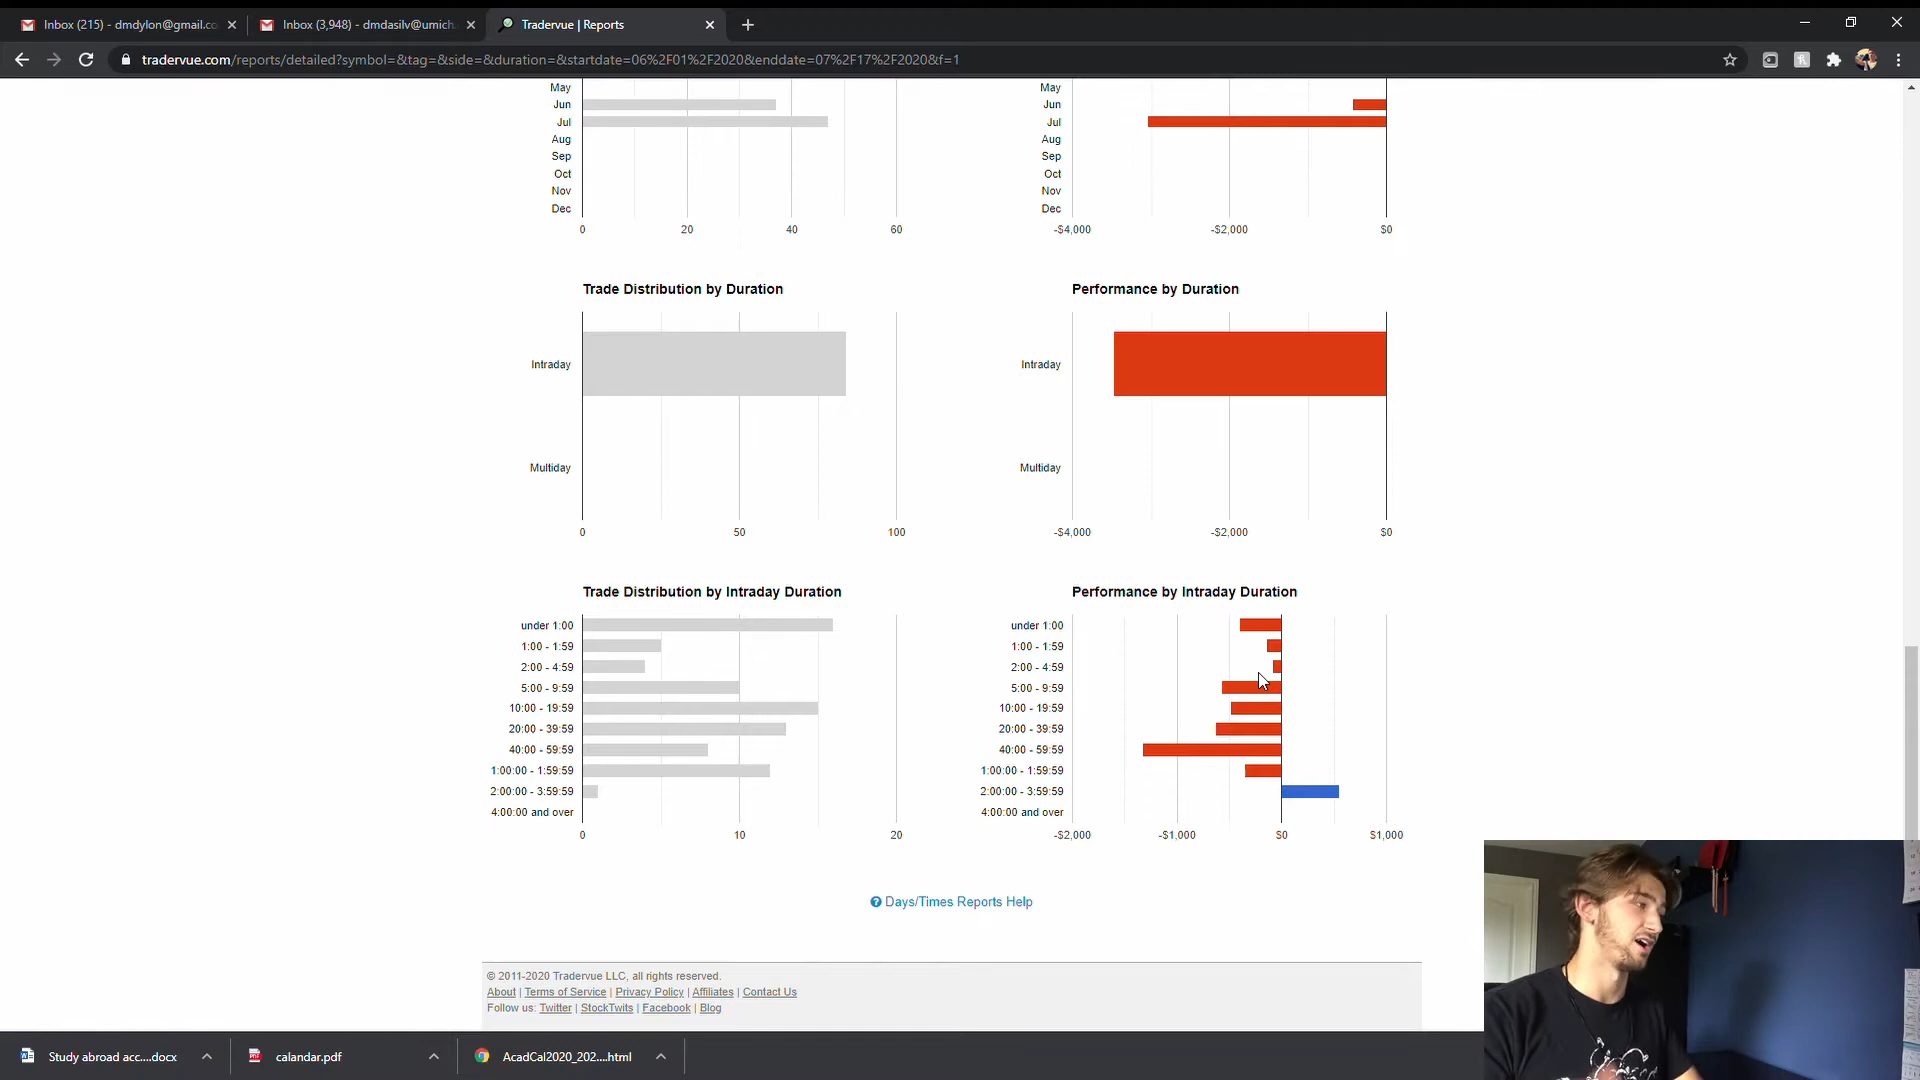 Inbox (215) - dmdylon@gmail.co
Inbox (3,948) - dmdasilv@umich.
Tradervue | Reports
tradervue.com/reports/detailed?symbol=&tag=&side=&duration=&startdate=06%2F01%2F2020&enddate=07%2F17%2F2020&f=1
May
Jun
Jul
Aug
Sep
Oct
Nov
Dec
0 20 40 60
May
Jun
Jul
Aug
Sep
Oct
Nov
Dec
-$4,000 -$2,000 $0
Trade Distribution by Duration
Intraday
Multiday
0 50 100
Performance by Duration
Intraday
Multiday
-$4,000 -$2,000 $0
Trade Distribution by Intraday Duration
under 1:00
1:00 - 1:59
2:00 - 4:59
5:00 - 9:59
10:00 - 19:59
20:00 - 39:59
40:00 - 59:59
1:00:00 - 1:59:59
2:00:00 - 3:59:59
4:00:00 and over
0 10 20
Performance by Intraday Duration
under 1:00
1:00 - 1:59
2:00 - 4:59
5:00 - 9:59
10:00 - 19:59
20:00 - 39:59
40:00 - 59:59
1:00:00 - 1:59:59
2:00:00 - 3:59:59
4:00:00 and over
-$2,000 -$1,000 $0 $1,000
Days/Times Reports Help
© 2011-2020 Tradervue LLC, all rights reserved.
About | Terms of Service | Privacy Policy | Affiliates | Contact Us
Follow us: Twitter | StockTwits | Facebook | Blog
Study abroad acc....docx
calandar.pdf
AcadCal2020_202....html